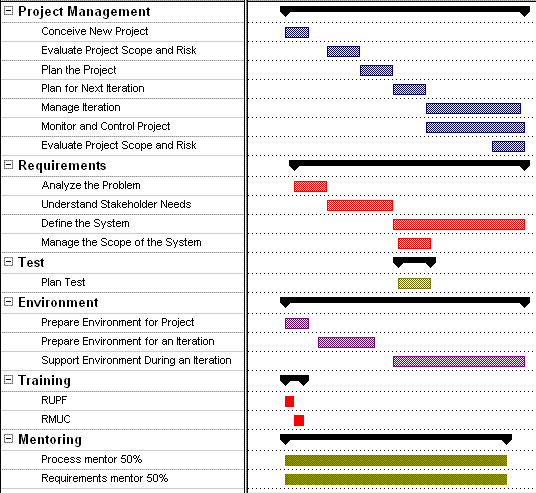 Project Management
Conceive New Project
Evaluate Project Scope and Risk
Plan the Project
Plan for Next Iteration
Manage Iteration
Monitor and Control Project
Evaluate Project Scope and Risk
Requirements
Analyze the Problem
Understand Stakeholder Needs
Define the System
Manage the Scope of the System
Test
Plan Test
Environment
Prepare Environment for Project
Prepare Environment for an Iteration
Support Environment During an Iteration
Training
RUPF
RMUC
Mentoring
Process mentor 50%
Requirements mentor 50%